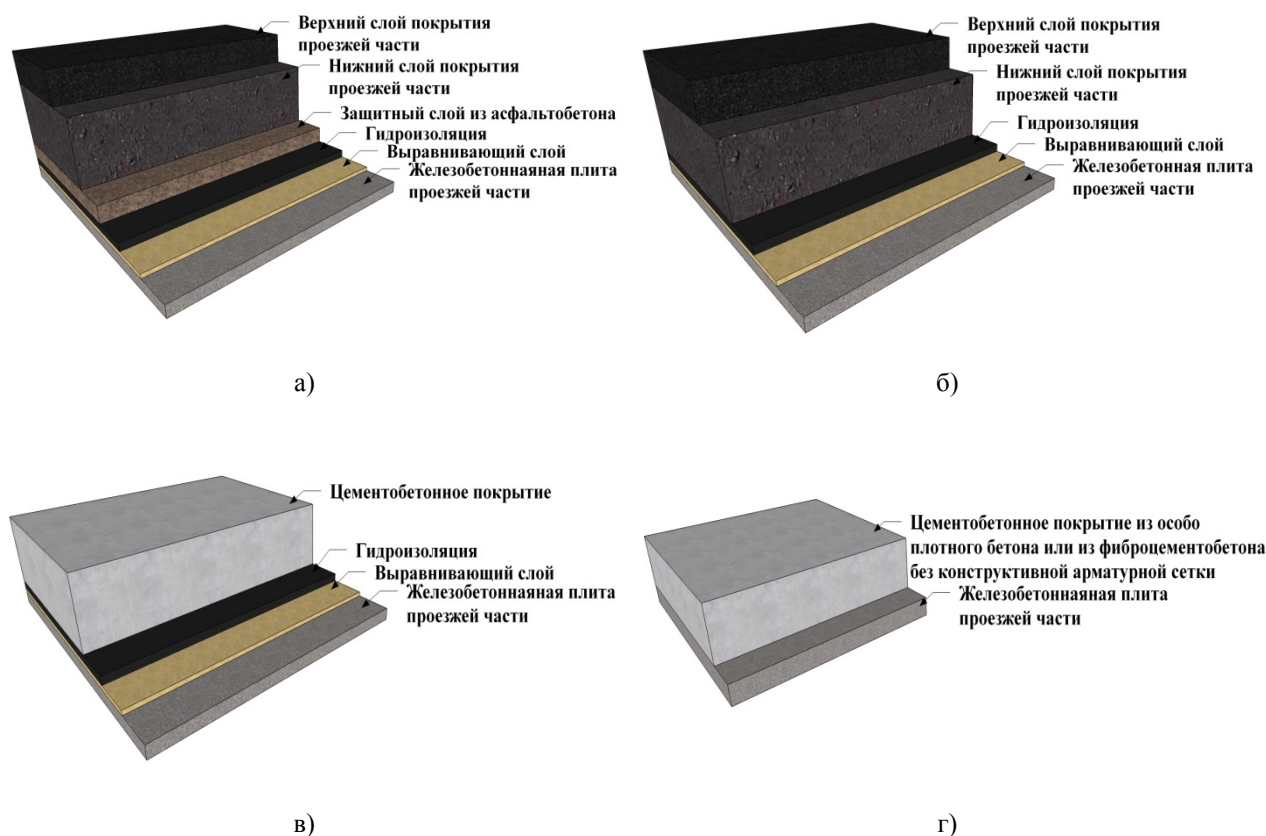 Верхний слой покрытия
проезжей части
Нижний слой покрытия
проезжей части
Защитный слой из асфальтобетона
Гидроизоляция
Выравнивающий слой
Железобетоннаяная плита
проезжей части
а)
Верхний слой покрытия
проезжей части
Нижний слой покрытия
проезжей части
Гидроизоляция
Выравнивающий слой
Железобетонная плита
проезжей части
б)
Цементобетонное покрытие
Гидроизоляция
Выравнивающий слой
Железобетоннаяная плита
проезжей части
в)
Цементобетонное покрытие из особо
плотного бетона или из фиброцементобетона
без конструктивной арматурной сетки
Железобетоннаяная плита
проезжей части
г)